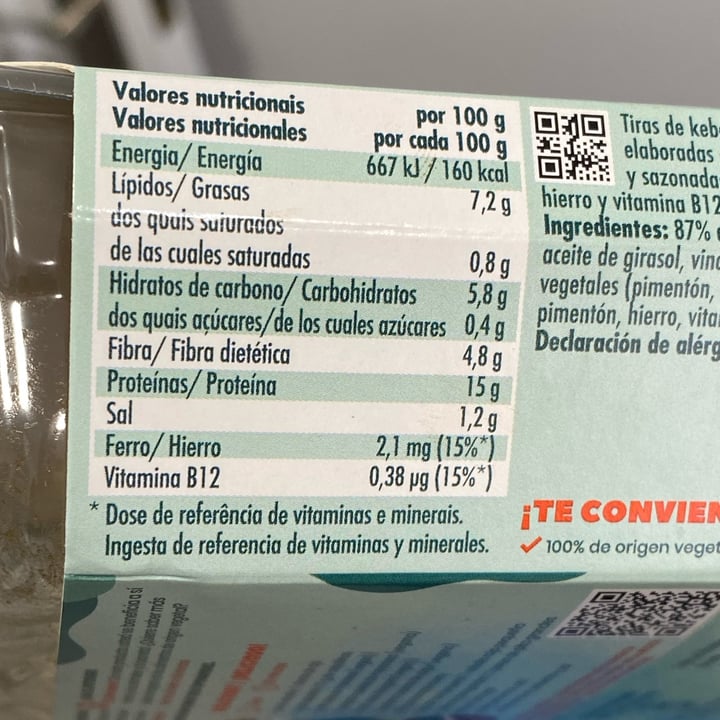 Valores nutricionais
Valores nutricionales
por 100 g
por cada 100 g
Energia/ Energía 667 kJ / 160 kcal
Lípidos/ Grasas 7,2 g
dos quais saturados
de las cuales saturadas 0,8 g
Hidratos de carbono/ Carbohidratos 5,8 g
dos quais açúcares/de los cuales azúcares 0,4 g
Fibra/ Fibra dietética 4,8 g
Proteínas/ Proteína 15 g
Sal 1,2 g
Ferro/ Hierro 2,1 mg (15%*)
Vitamina B12 0,38 µg (15%*)
* Dose de referência de vitaminas e minerais.
Ingesta de referencia de vitaminas y minerales.
Tiras de keb
elaboradas
y sazonada
hierro y vitamina B12
Ingredientes: 87%
aceite de girasol, vina
vegetales (pimentón,
pimentón, hierro, vita
Declaración de alérg
¡TE CONVIEN
100% de origen veget